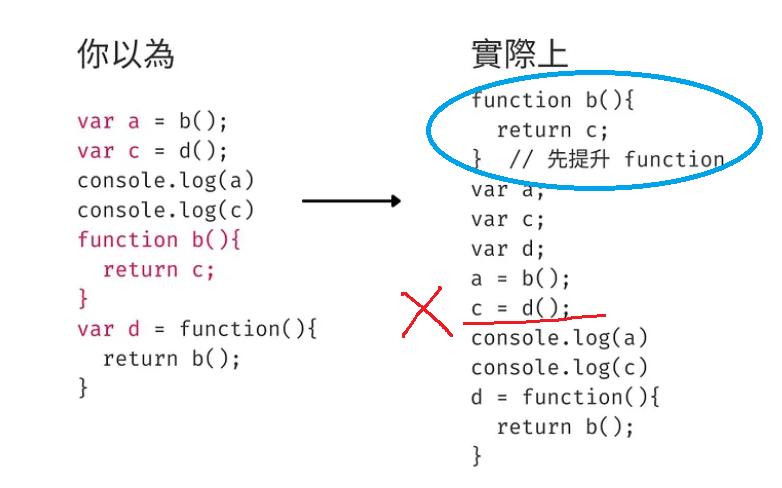 你以為
var a = b();
var c = d();
console.log(a)
console.log(c)
function b(){
  return c;
}
var d = function(){
  return b();
}
實際上
function b(){
  return c;
}  // 先提升 function
var a;
var c;
var d;
a = b();
c = d();
console.log(a)
console.log(c)
d = function(){
  return b();
}